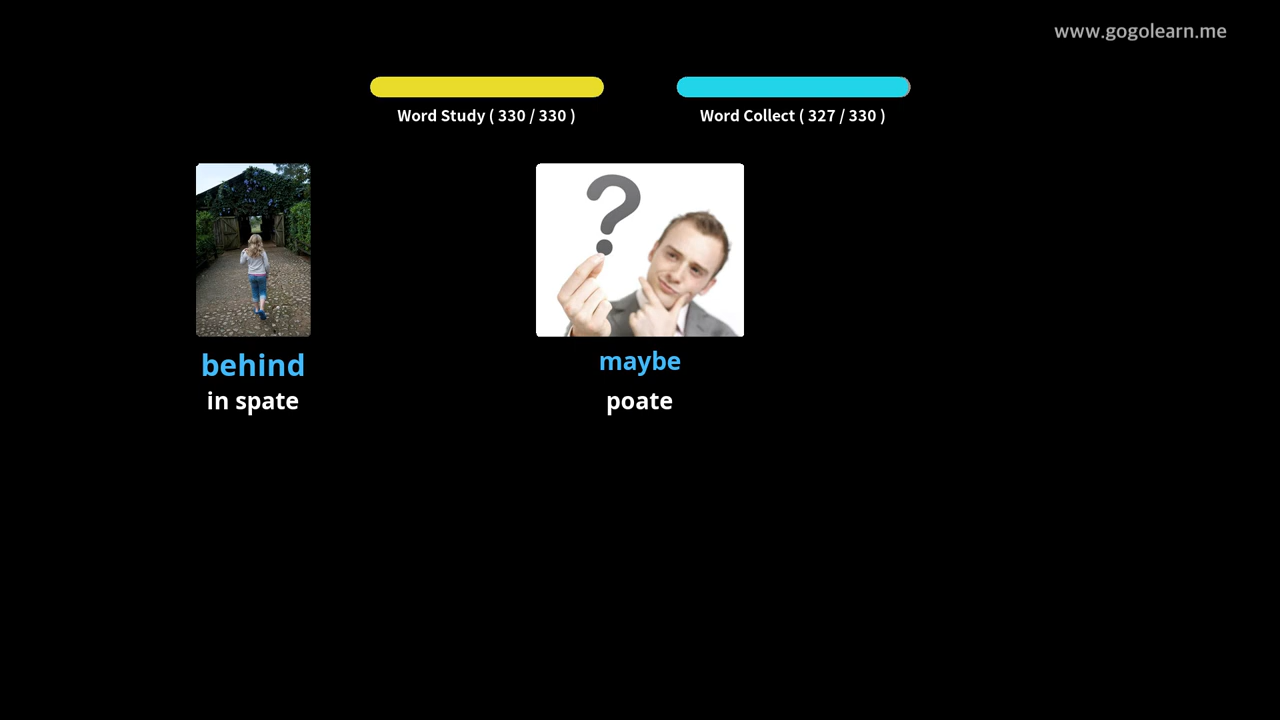 www.gogolearn.me
Word Study ( 330 / 330 )
Word Collect ( 327 / 330 )
behind
in spate
maybe
poate